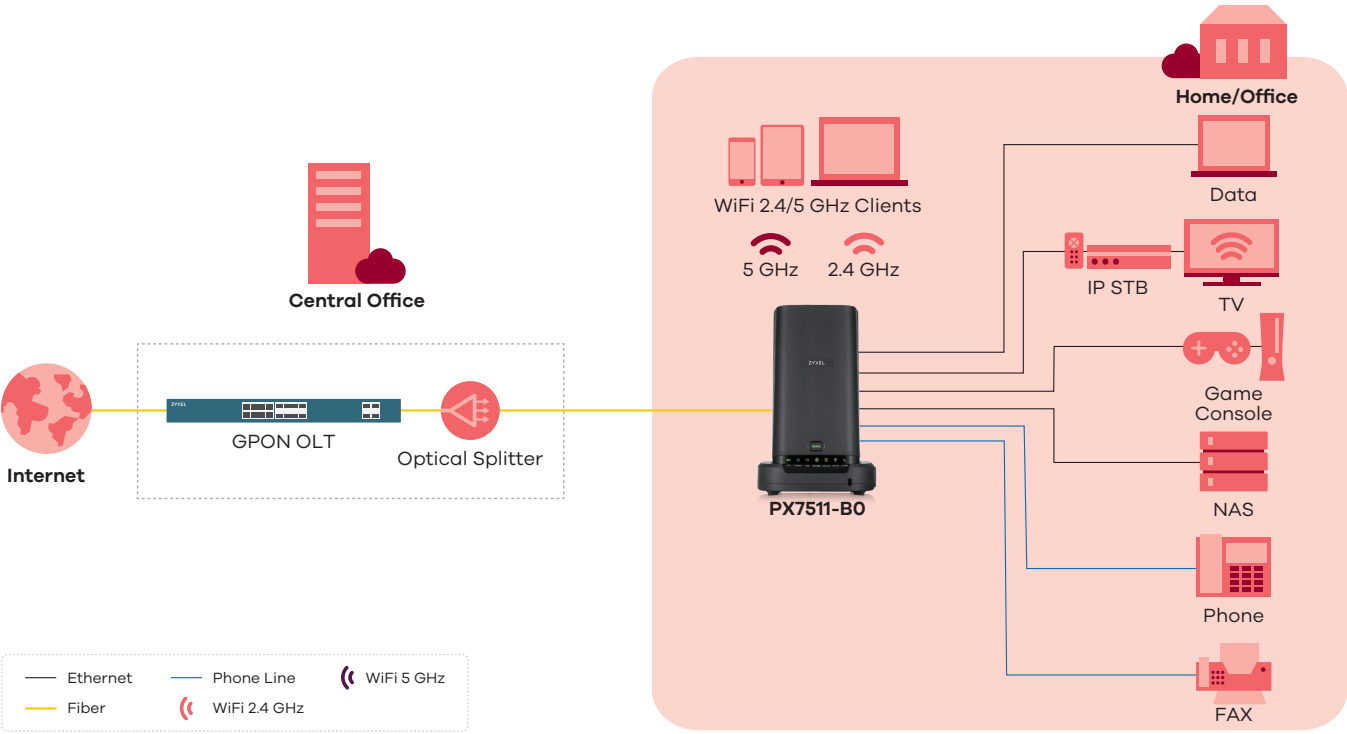 Home/Office
Data
WiFi 2.4/5 GHz Clients
5 GHz
2.4 GHz
IP STB
TV
Central Office
ZYXEL
Game
Console
ZYXEL
GPON OLT
Optical Splitter
Internet
PX7511-B0
NAS
Phone
FAX
Ethernet
Phone Line
WiFi 5 GHz
Fiber
WiFi 2.4 GHz